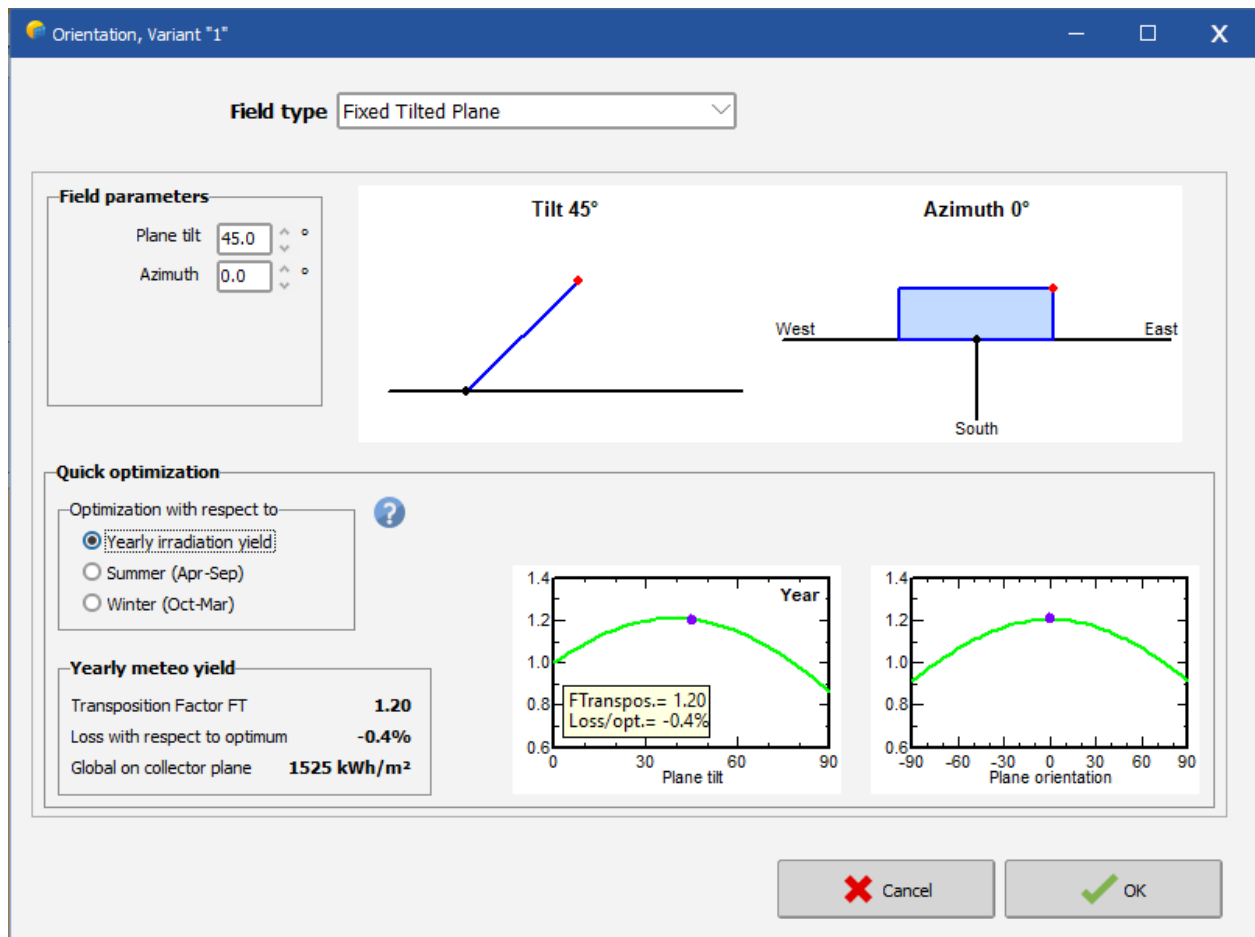 Orientation, Variant "1"
Field type Fixed Tilted Plane
Field parameters
Plane tilt 45.0 °
Azimuth 0.0 °
Tilt 45°
Azimuth 0°
West East
South
Quick optimization
Optimization with respect to
Yearly irradiation yield
Summer (Apr-Sep)
Winter (Oct-Mar)
?
Yearly meteo yield
Transposition Factor FT 1.20
Loss with respect to optimum -0.4%
Global on collector plane 1525 kWh/m²
1.4
Year
1.2
1.0
0.8
FTranspos.= 1.20
Loss/opt.= -0.4%
0.6
0 30 60 90
Plane tilt
1.4
1.2
1.0
0.8
0.6
-90 -60 -30 0 30 60 90
Plane orientation
Cancel
OK